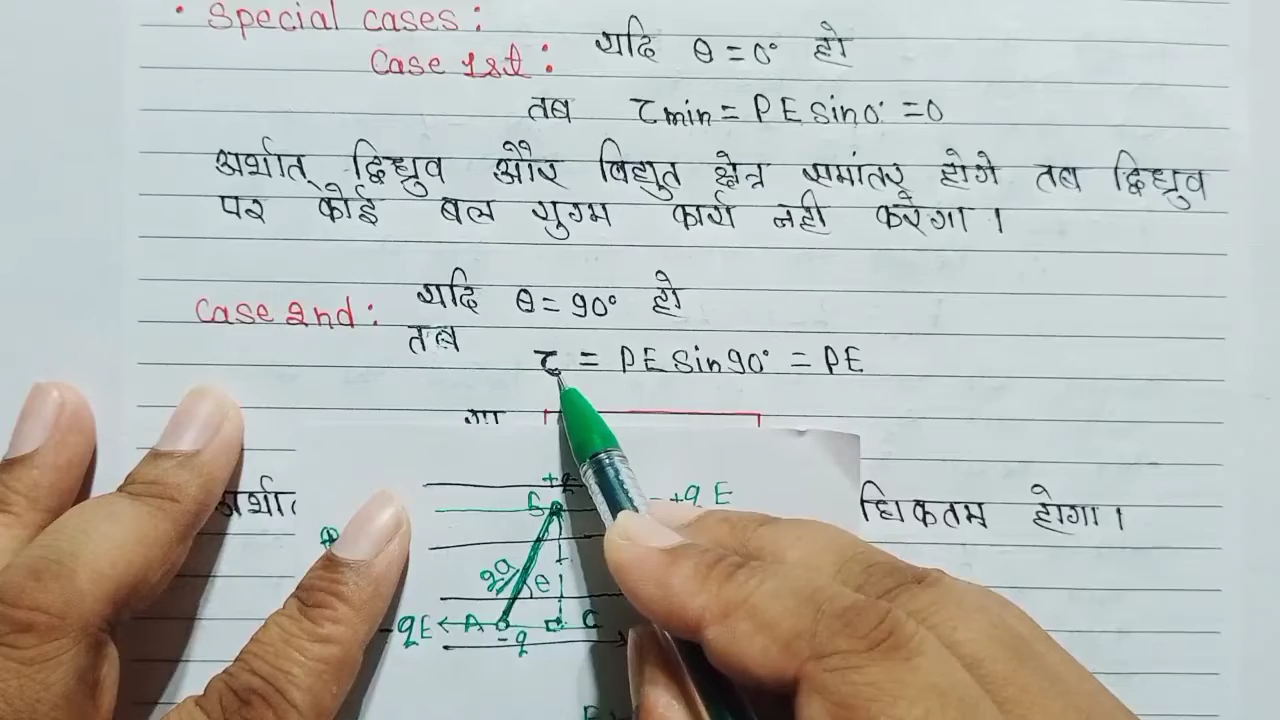 • Special cases:
Case 1st: यदि θ = 0° हो
तब τmin = PE sin0° = 0
अर्थात् द्विध्रुव और विद्युत क्षेत्र समांतर होगे तब द्विध्रुव
पर कोई बल युग्म कार्य नही करेगा।
Case 2nd: यदि θ = 90° हो
तब
τ = PE Sin90° = PE
धिकतम होगा।
B
+qE
2a
θ
-qE A C
-q